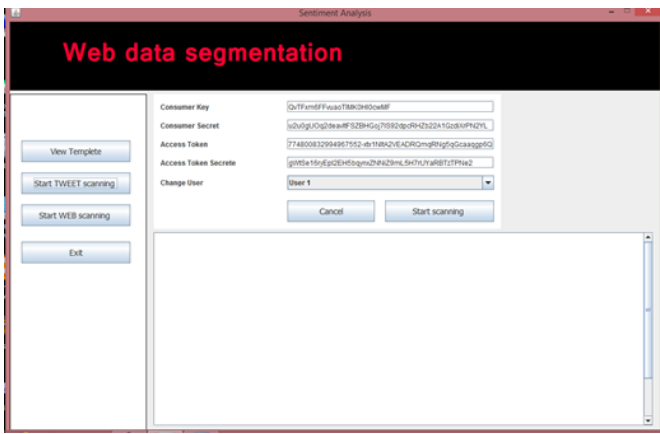 Sentiment Analysis
Web data segmentation
View Templete
Start TWEET scanning
Start WEB scanning
Exit
Consumer Key
Consumer Secret
Access Token
Access Token Secrete
Change User User 1
Cancel Start scanning